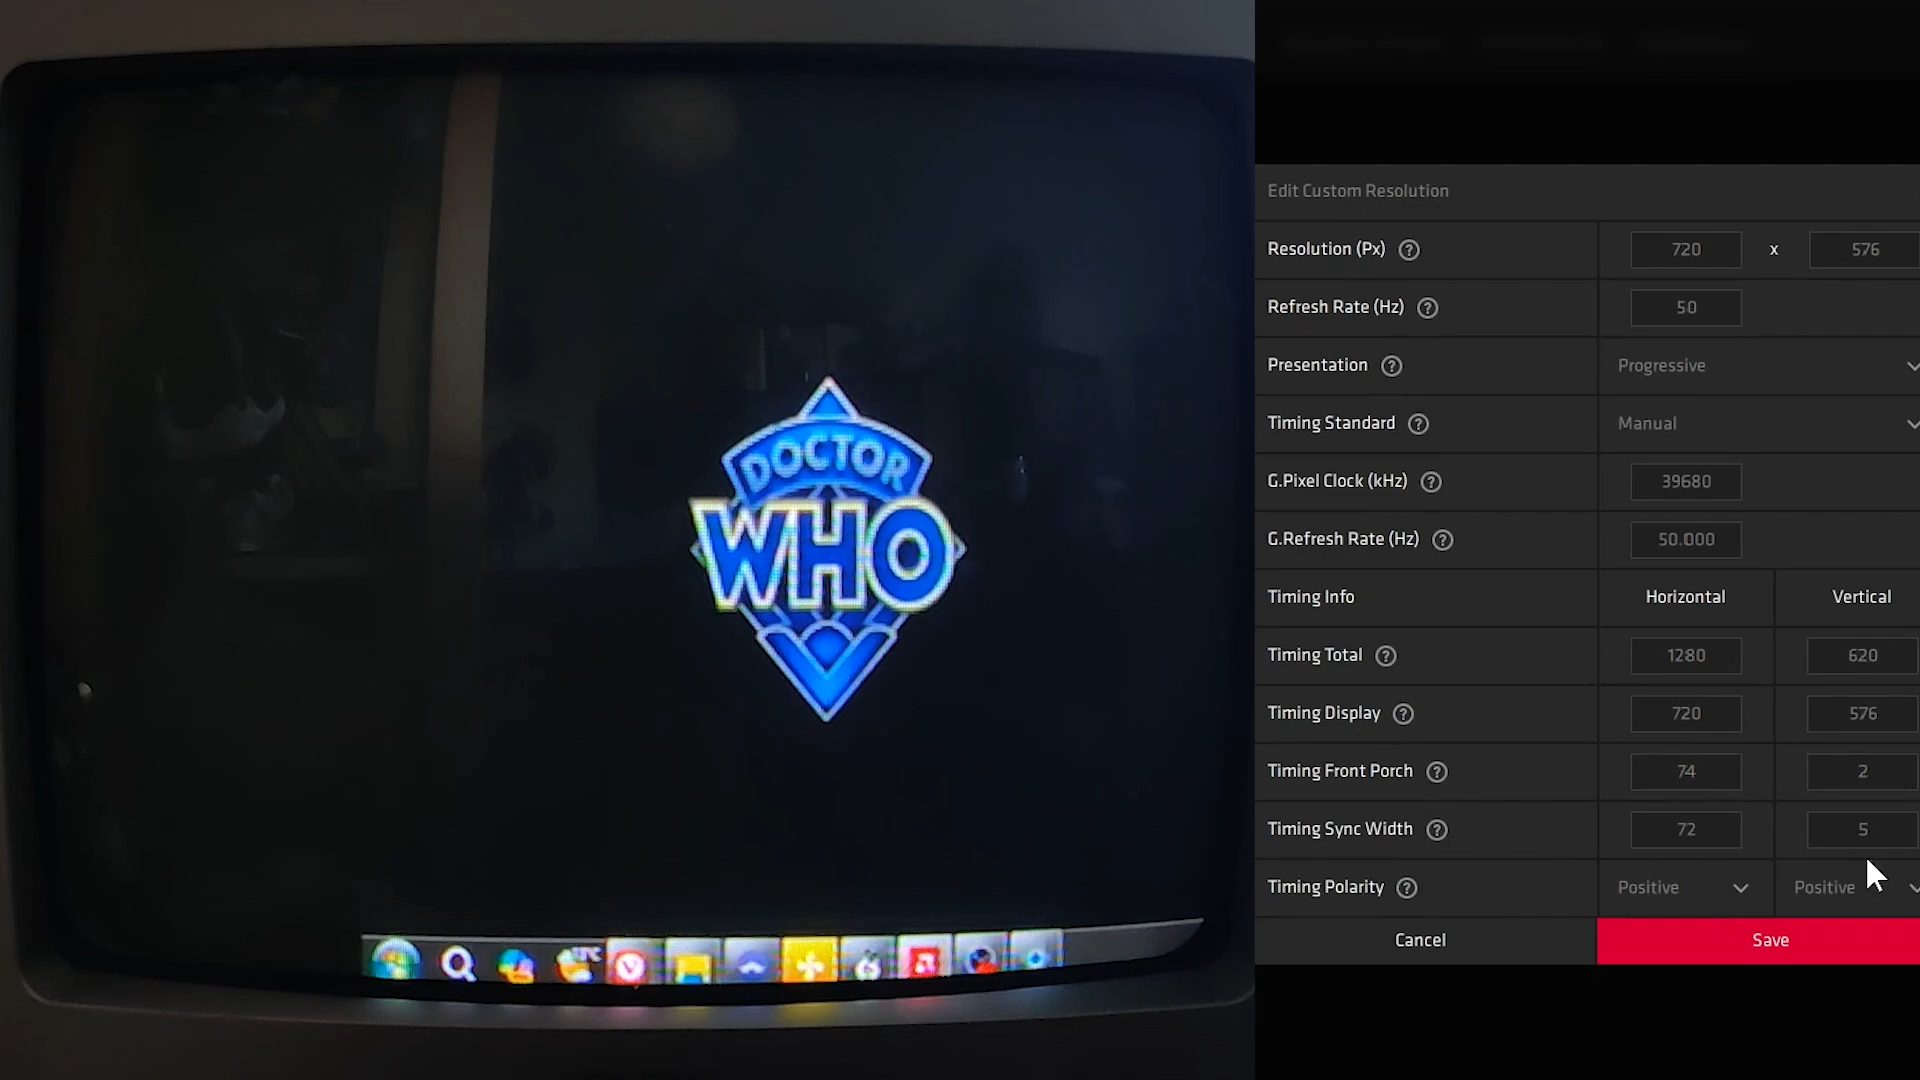 DOCTOR
WHO
Edit Custom Resolution
Resolution (Px) ? 720 x 576
Refresh Rate (Hz) ? 50
Presentation ? Progressive
Timing Standard ? Manual
G.Pixel Clock (kHz) ? 39680
G.Refresh Rate (Hz) ? 50.000
Timing Info Horizontal Vertical
Timing Total ? 1280 620
Timing Display ? 720 576
Timing Front Porch ? 74 2
Timing Sync Width ? 72 5
Timing Polarity ? Positive Positive
Cancel Save